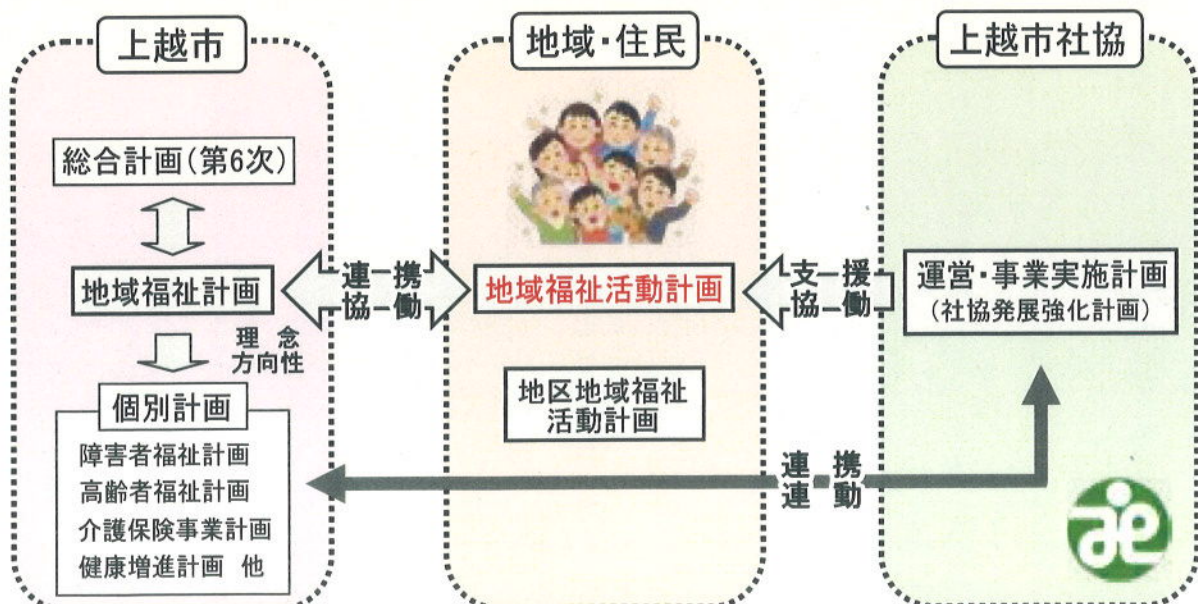 上越市
総合計画(第6次)
地域福祉計画
理 念
方向性
個別計画
障害者福祉計画
高齢者福祉計画
介護保険事業計画
健康増進計画 他
連 携
協 働
地域・住民
地域福祉活動計画
地区地域福祉
活動計画
支 援
協 働
連 携
連 動
上越市社協
運営・事業実施計画
(社協発展強化計画)